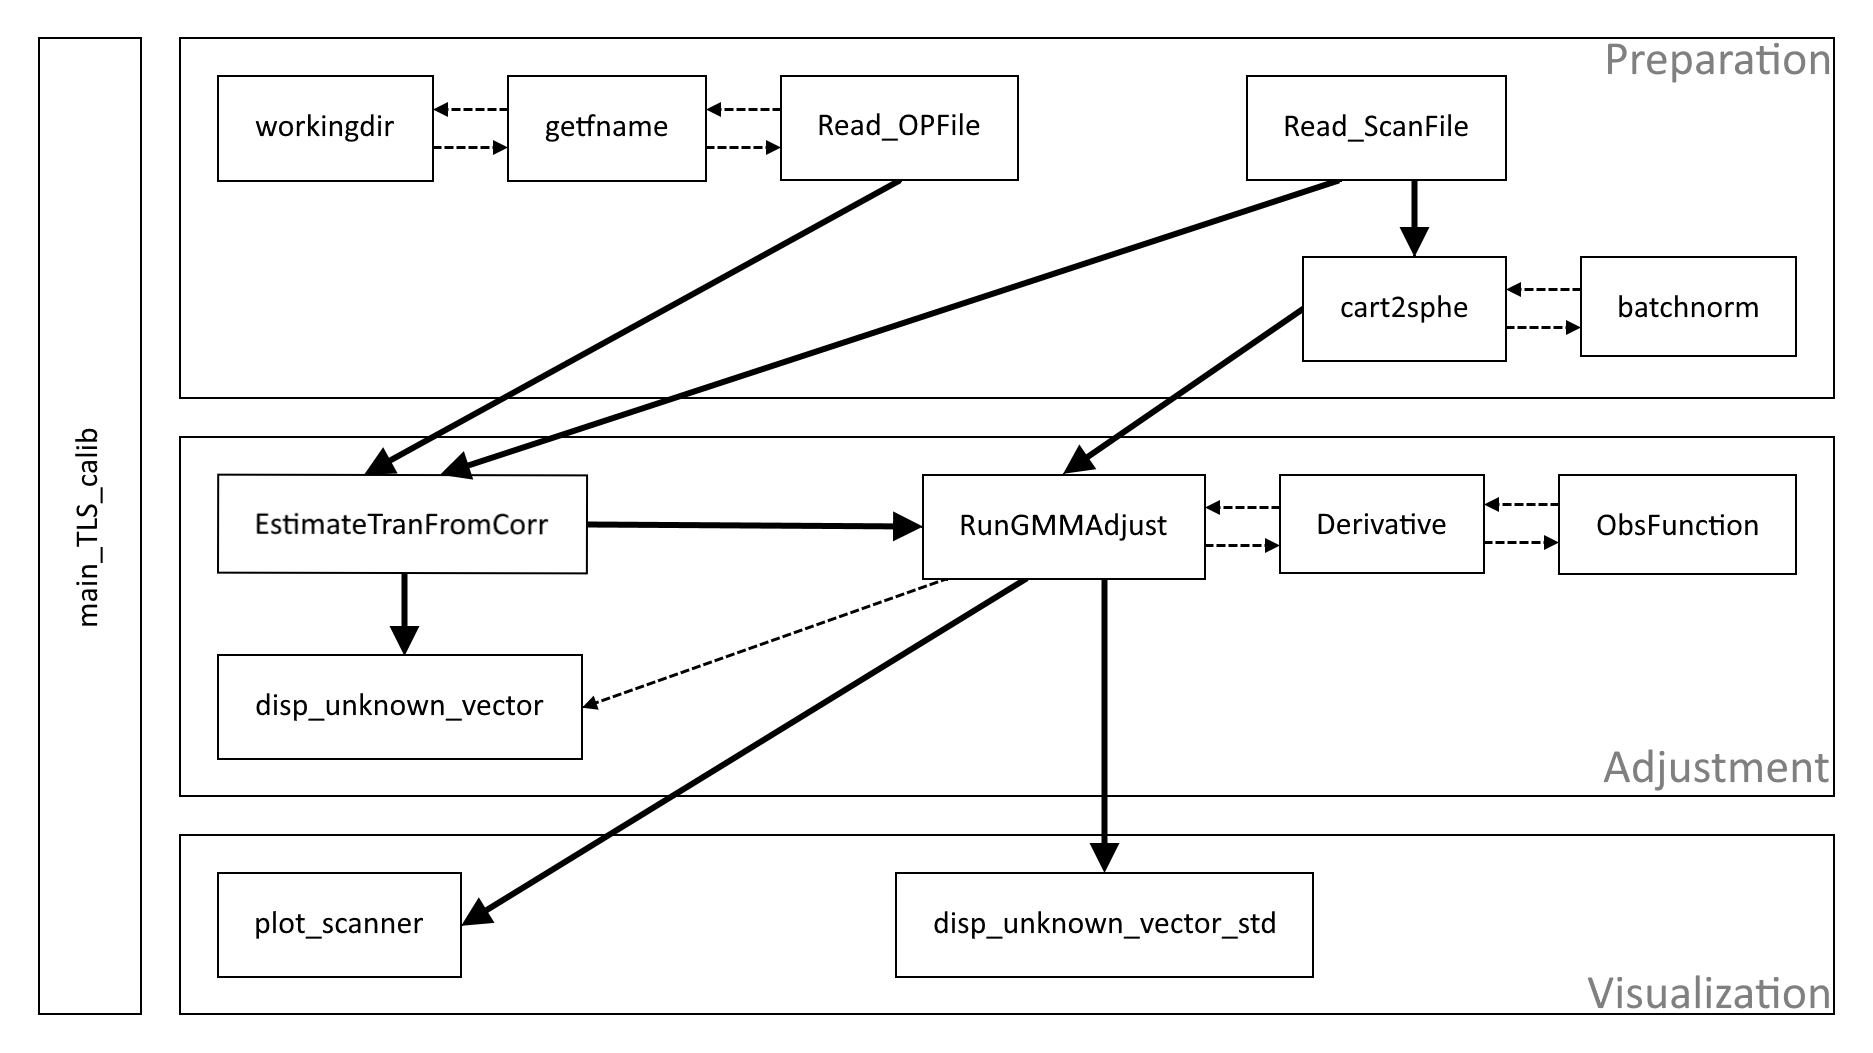 main_TLS_calib
Preparation
workingdir
getfname
Read_OPFile
Read_ScanFile
cart2sphe
batchnorm
EstimateTranFromCorr
RunGMMAdjust
Derivative
ObsFunction
disp_unknown_vector
Adjustment
plot_scanner
disp_unknown_vector_std
Visualization